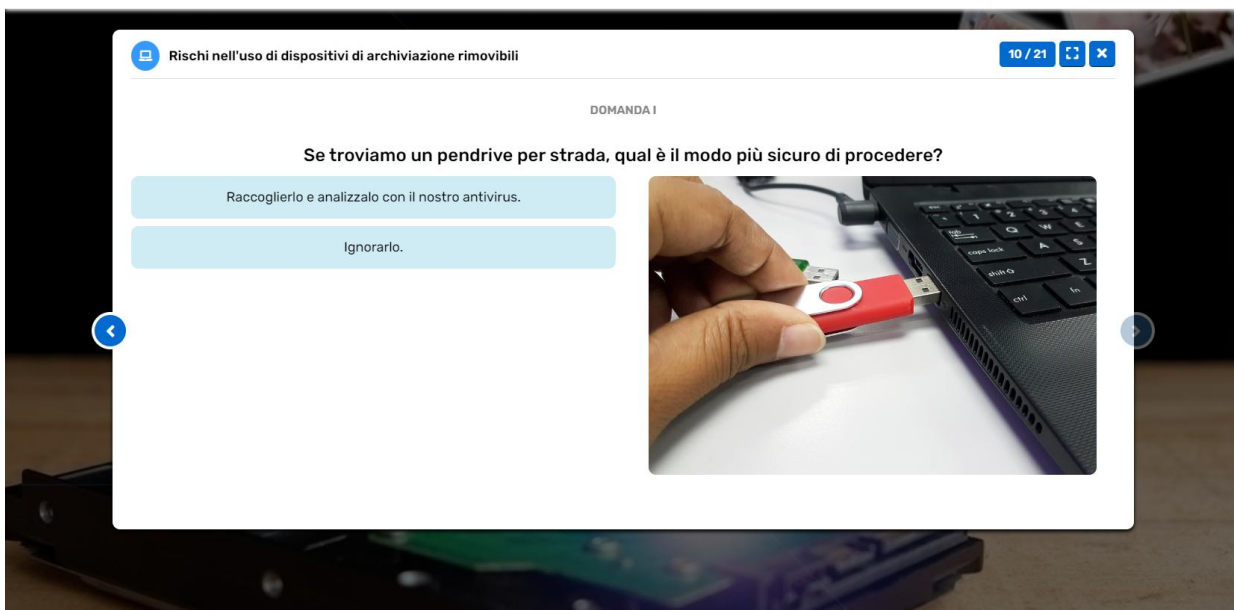 Rischi nell'uso di dispositivi di archiviazione rimovibili
10 / 21
DOMANDA I
Se troviamo un pendrive per strada, qual è il modo più sicuro di procedere?
Raccoglierlo e analizzalo con il nostro antivirus.
Ignorarlo.
tab
Q
W
E
caps lock
A
S
shift
Z
ctrl
fn